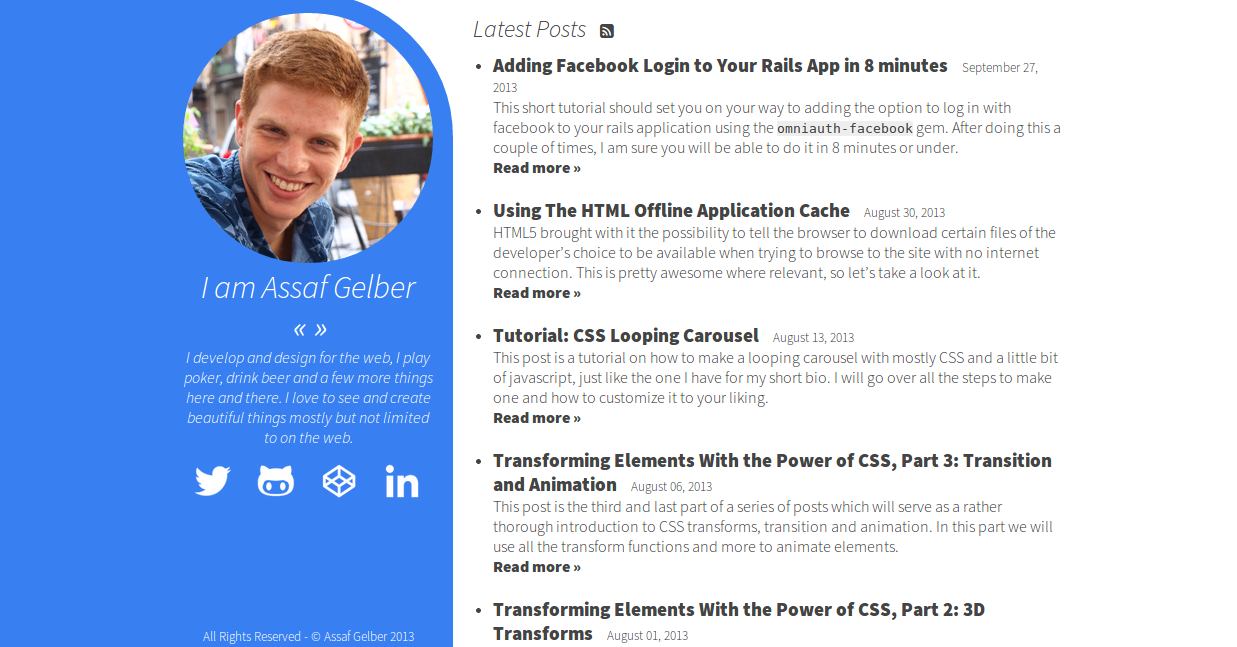 I am Assaf Gelber
« »
I develop and design for the web, I play
poker, drink beer and a few more things
here and there. I love to see and create
beautiful things mostly but not limited
to on the web.
in
All Rights Reserved - © Assaf Gelber 2013
Latest Posts
• Adding Facebook Login to Your Rails App in 8 minutes September 27,
2013
This short tutorial should set you on your way to adding the option to log in with
facebook to your rails application using the omniauth-facebook gem. After doing this a
couple of times, I am sure you will be able to do it in 8 minutes or under.
Read more »
• Using The HTML Offline Application Cache August 30, 2013
HTML5 brought with it the possibility to tell the browser to download certain files of the
developer’s choice to be available when trying to browse to the site with no internet
connection. This is pretty awesome where relevant, so let’s take a look at it.
Read more »
• Tutorial: CSS Looping Carousel August 13, 2013
This post is a tutorial on how to make a looping carousel with mostly CSS and a little bit
of javascript, just like the one I have for my short bio. I will go over all the steps to make
one and how to customize it to your liking.
Read more »
• Transforming Elements With the Power of CSS, Part 3: Transition
and Animation August 06, 2013
This post is the third and last part of a series of posts which will serve as a rather
thorough introduction to CSS transforms, transition and animation. In this part we will
use all the transform functions and more to animate elements.
Read more »
• Transforming Elements With the Power of CSS, Part 2: 3D
Transforms August 01, 2013